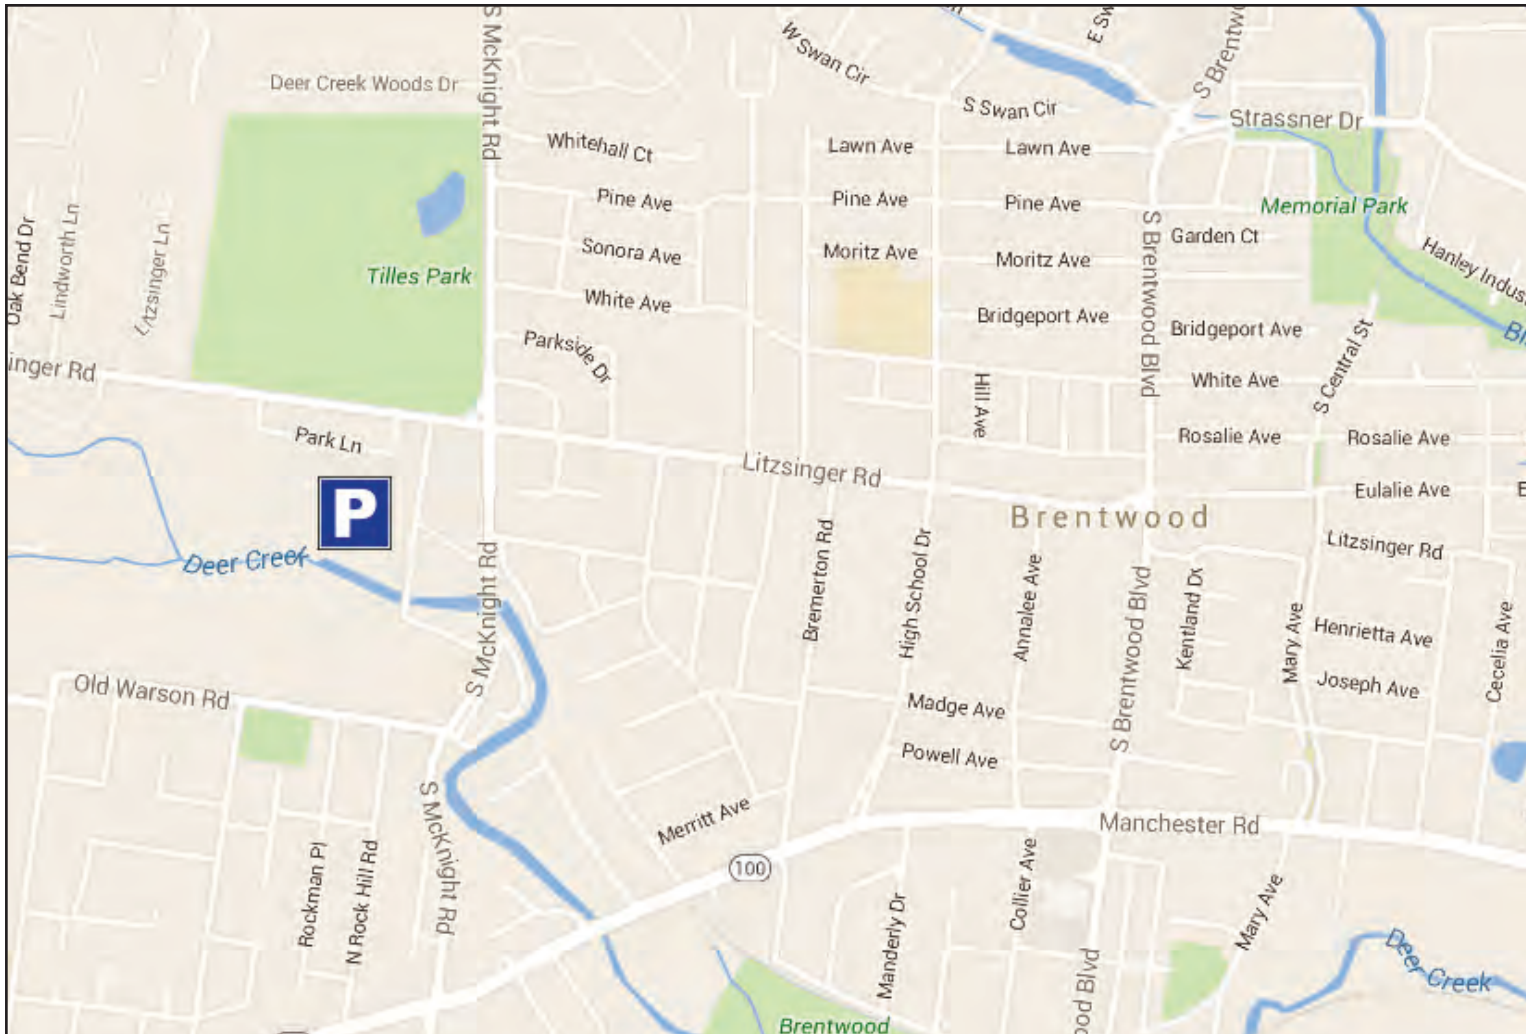 S McKnight Rd
Deer Creek Woods Dr
W Swan Cir
E Sw
S Brentwo
S Swan Cir
Strassner Dr
Whitehall Ct
Lawn Ave
Lawn Ave
Pine Ave
Pine Ave
Pine Ave
Memorial Park
Oak Bend Dr
Lindworth Ln
Litzsinger Ln
Sonora Ave
Moritz Ave
Moritz Ave
S Brentwood Blvd
Garden Ct
Hanley Indus
Tilles Park
White Ave
Bridgeport Ave
Bridgeport Ave
Parkside Dr
S Central St
inger Rd
Hill Ave
White Ave
Park Ln
Rosalie Ave
Rosalie Ave
Litzsinger Rd
Eulalie Ave
E
P
Brentwood
Deer Creek
S McKnight Rd
Bremerton Rd
High School Dr
Annalee Ave
S Brentwood Blvd
Kentland Dr
Litzsinger Rd
Mary Ave
Henrietta Ave
Cecelia Ave
Joseph Ave
Old Warson Rd
Madge Ave
Powell Ave
S McKnight Rd
Merritt Ave
Manchester Rd
100
Rockman Pl
N Rock Hill Rd
Manderly Dr
Collier Ave
Mary Ave
ood Blvd
Deer Creek
Brentwood